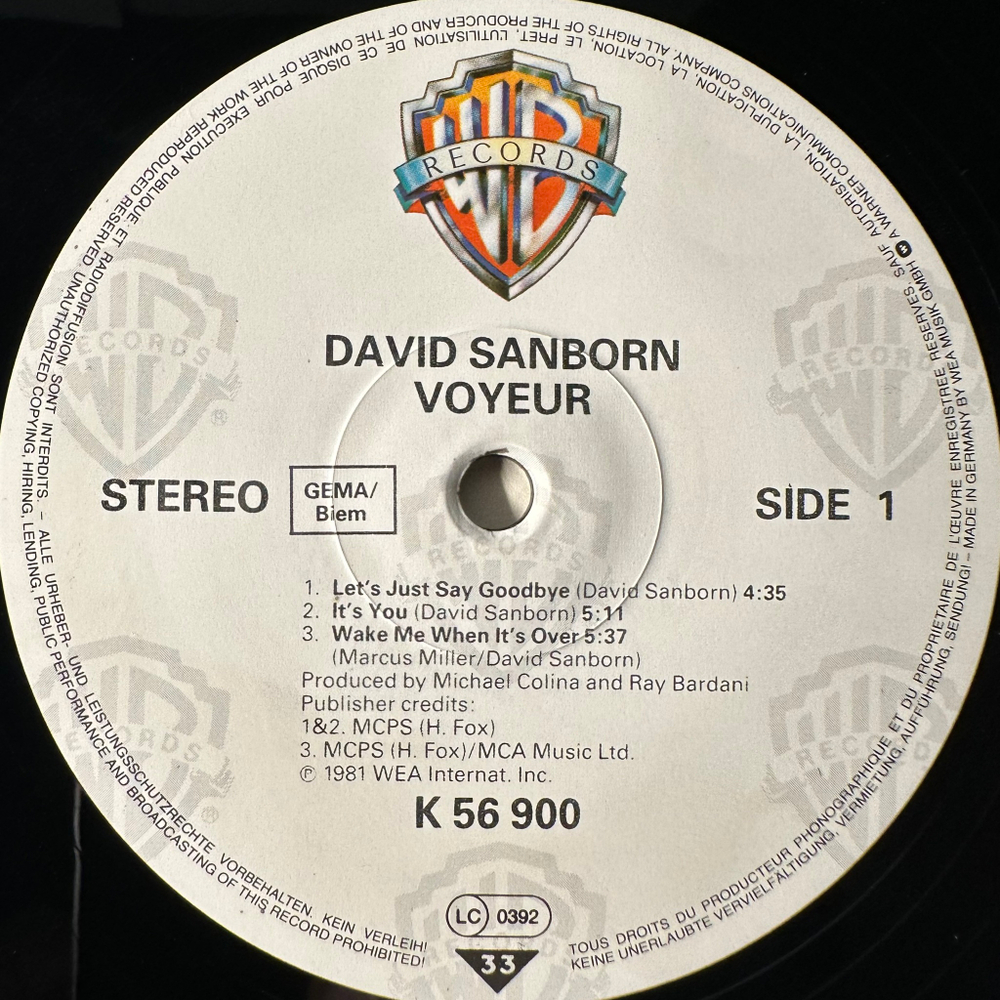 WB
RECORDS
DAVID SANBORN
VOYEUR
STEREO
GEMA/
Biem
SIDE 1
1. Let's Just Say Goodbye (David Sanborn) 4:35
2. It's You (David Sanborn) 5:11
3. Wake Me When It's Over 5:37
(Marcus Miller/David Sanborn)
Produced by Michael Colina and Ray Bardani
Publisher credits:
1&2. MCPS (H. Fox)
3. MCPS (H. Fox)/MCA Music Ltd.
℗ 1981 WEA Internat. Inc.
K 56 900
LC 0392
33
TOUS DROITS DU PRODUCTEUR PHONOGRAPHIQUE ET DU PROPRIETAIRE DE L'ŒUVRE ENREGISTREE RESERVES. SAUF AUTORISATION, LA DUPLICATION, LA LOCATION, LE PRET, L'UTILISATION DE CE DISQUE POUR EXECUTION PUBLIQUE ET RADIODIFFUSION SONT INTERDITS. – ALLE URHEBER- UND LEISTUNGSSCHUTZRECHTE VORBEHALTEN. KEIN VERLEIH!
KEINE UNERLAUBTE VERVIELFÄLTIGUNG, VERMIETUNG, AUFFÜHRUNG, SENDUNG! – MADE IN GERMANY BY WEA MUSIK GMBH A WARNER COMMUNICATIONS COMPANY. ALL RIGHTS OF THE PRODUCER AND OF THE OWNER OF THE WORK REPRODUCED RESERVED UNAUTHORIZED COPYING, HIRING, LENDING, PUBLIC PERFORMANCE AND BROADCASTING OF THIS RECORD PROHIBITED!